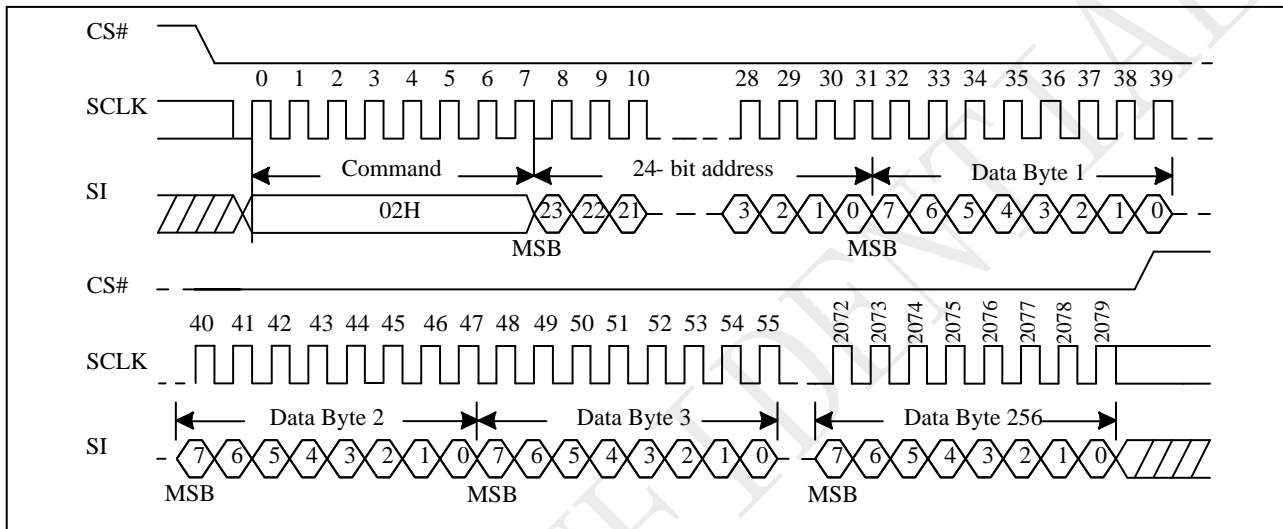 CS#
0 1 2 3 4 5 6 7 8 9 10 28 29 30 31 32 33 34 35 36 37 38 39
SCLK
Command 24- bit address Data Byte 1
SI
02H 23 22 21 3 2 1 0 7 6 5 4 3 2 1 0
MSB MSB
CS#
40 41 42 43 44 45 46 47 48 49 50 51 52 53 54 55 2072 2073 2074 2075 2076 2077 2078 2079
SCLK
Data Byte 2 Data Byte 3 Data Byte 256
SI
7 6 5 4 3 2 1 0 7 6 5 4 3 2 1 0 7 6 5 4 3 2 1 0
MSB MSB MSB